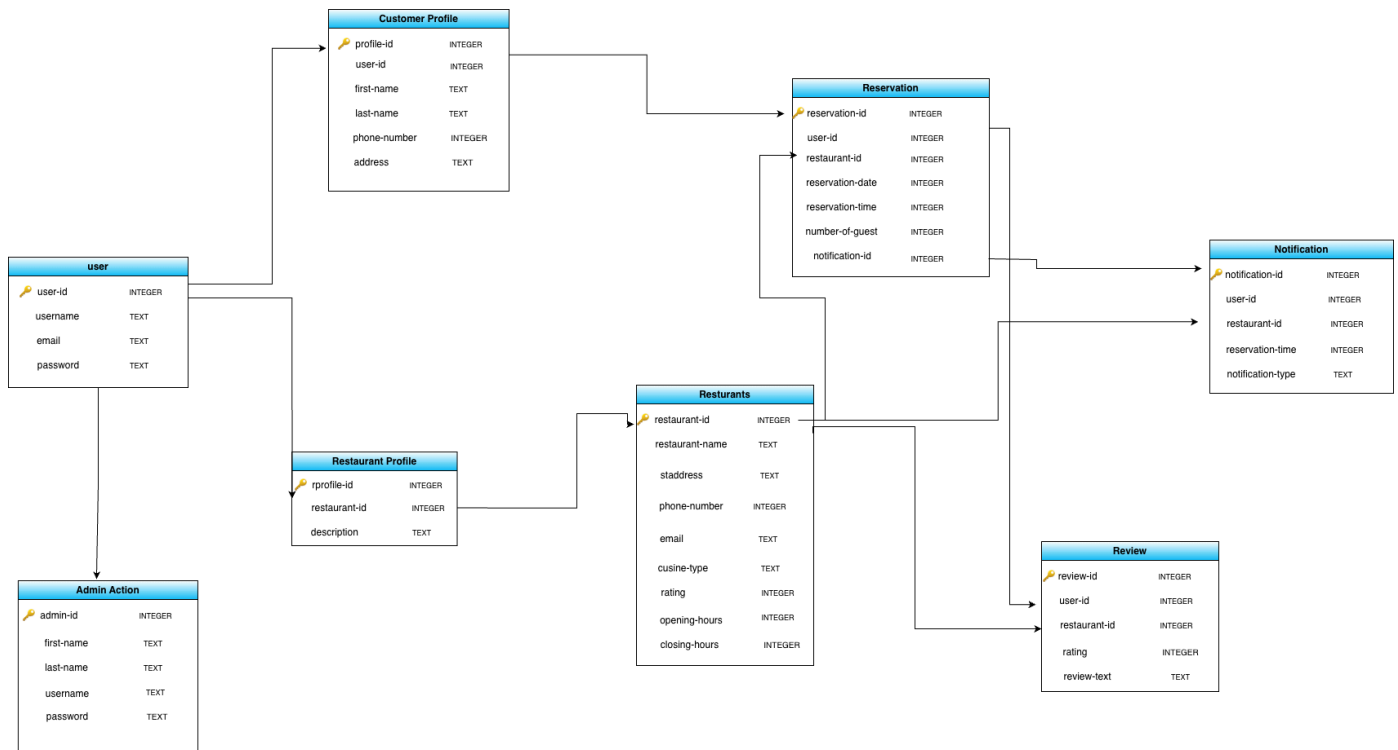 Customer Profile
profile-id INTEGER
user-id INTEGER
first-name TEXT
last-name TEXT
phone-number INTEGER
address TEXT
Reservation
reservation-id INTEGER
user-id INTEGER
restaurant-id INTEGER
reservation-date INTEGER
reservation-time INTEGER
number-of-guest INTEGER
notification-id INTEGER
user
user-id INTEGER
username TEXT
email TEXT
password TEXT
Notification
notification-id INTEGER
user-id INTEGER
restaurant-id INTEGER
reservation-time INTEGER
notification-type TEXT
Resturants
restaurant-id INTEGER
restaurant-name TEXT
staddress TEXT
phone-number INTEGER
email TEXT
cusine-type TEXT
rating INTEGER
opening-hours INTEGER
closing-hours INTEGER
Restaurant Profile
rprofile-id INTEGER
restaurant-id INTEGER
description TEXT
Review
review-id INTEGER
user-id INTEGER
restaurant-id INTEGER
rating INTEGER
review-text TEXT
Admin Action
admin-id INTEGER
first-name TEXT
last-name TEXT
username TEXT
password TEXT